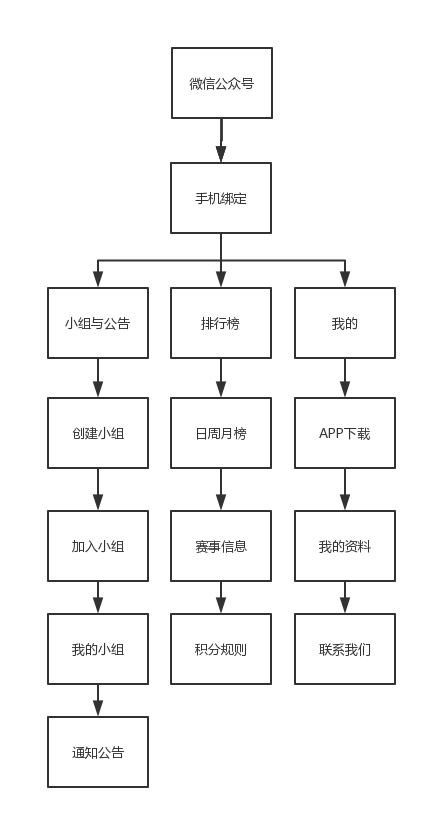 微信公众号
手机绑定
小组与公告
排行榜
我的
创建小组
日周月榜
APP下载
加入小组
赛事信息
我的资料
我的小组
积分规则
联系我们
通知公告